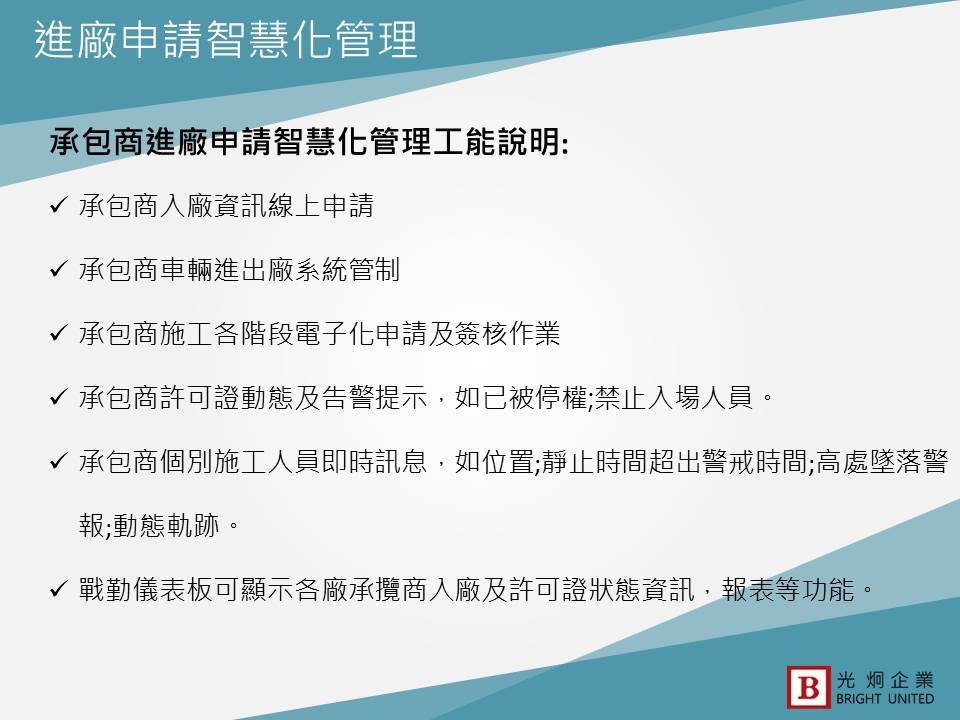 進廠申請智慧化管理
承包商進廠申請智慧化管理工能說明:
✓ 承包商入廠資訊線上申請
✓ 承包商車輛進出廠系統管制
✓ 承包商施工各階段電子化申請及簽核作業
✓ 承包商許可證動態及告警提示，如已被停權;禁止入場人員。
✓ 承包商個別施工人員即時訊息，如位置;靜止時間超出警戒時間;高處墜落警
報;動態軌跡。
✓ 戰勤儀表板可顯示各廠承攬商入廠及許可證狀態資訊，報表等功能。
B 光炯企業
BRIGHT UNITED